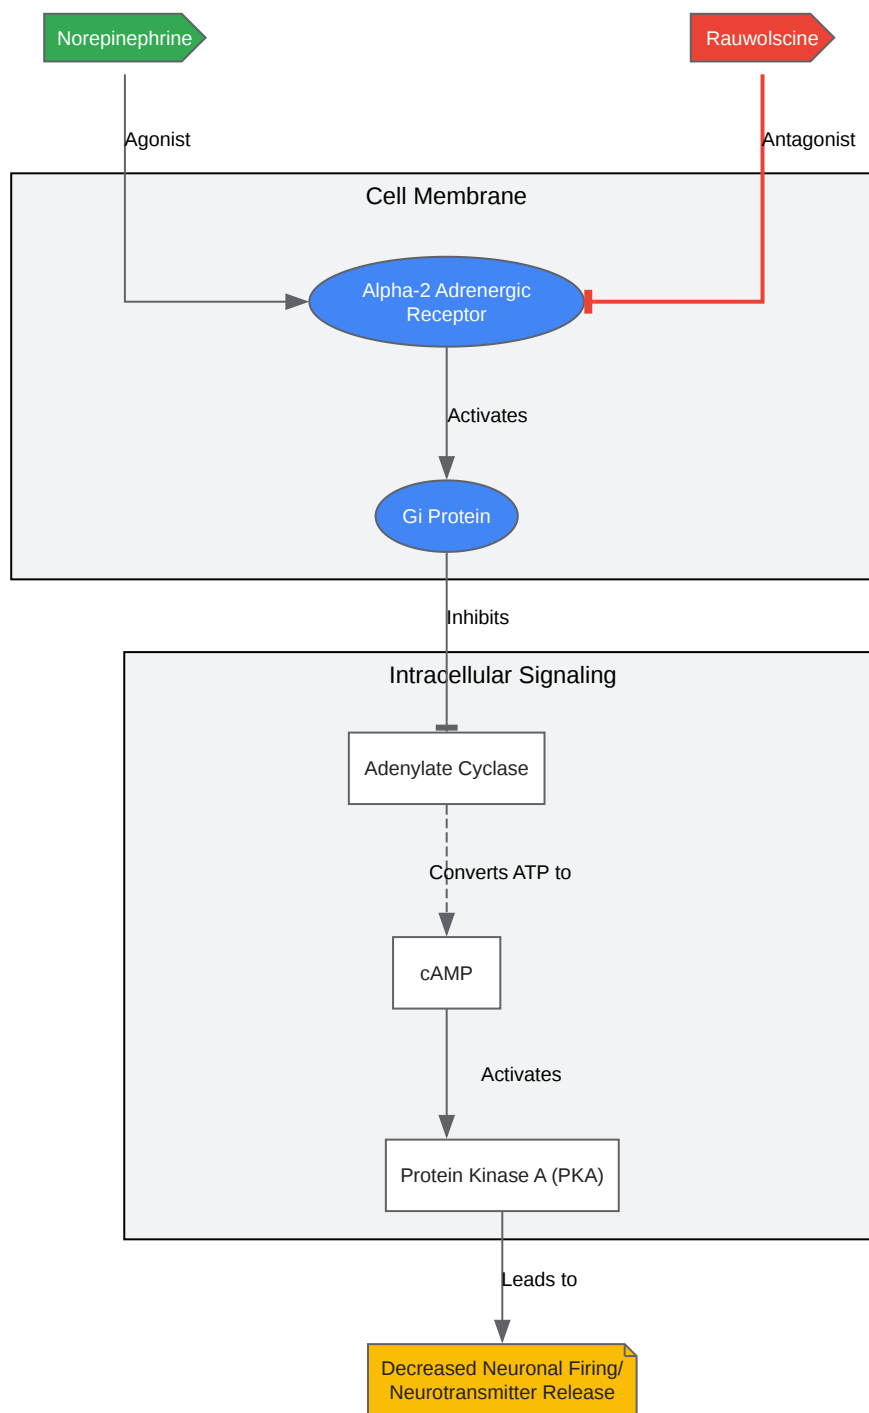 Norepinephrine
Rauwolscine
Agonist
Antagonist
Cell Membrane
Alpha-2 Adrenergic
Receptor
Activates
Gi Protein
Inhibits
Intracellular Signaling
Adenylate Cyclase
Converts ATP to
cAMP
Activates
Protein Kinase A (PKA)
Leads to
Decreased Neuronal Firing/
Neurotransmitter Release